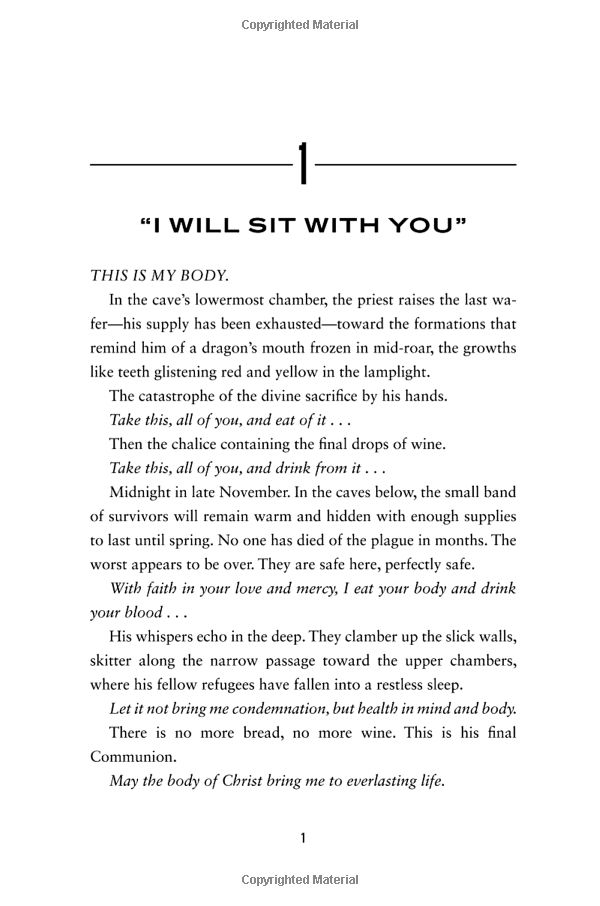 Copyrighted Material
1
“I WILL SIT WITH YOU”
THIS IS MY BODY.
In the cave’s lowermost chamber, the priest raises the last wa-
fer—his supply has been exhausted—toward the formations that
remind him of a dragon’s mouth frozen in mid-roar, the growths
like teeth glistening red and yellow in the lamplight.
The catastrophe of the divine sacrifice by his hands.
Take this, all of you, and eat of it . . .
Then the chalice containing the final drops of wine.
Take this, all of you, and drink from it . . .
Midnight in late November. In the caves below, the small band
of survivors will remain warm and hidden with enough supplies
to last until spring. No one has died of the plague in months. The
worst appears to be over. They are safe here, perfectly safe.
With faith in your love and mercy, I eat your body and drink
your blood . . .
His whispers echo in the deep. They clamber up the slick walls,
skitter along the narrow passage toward the upper chambers,
where his fellow refugees have fallen into a restless sleep.
Let it not bring me condemnation, but health in mind and body.
There is no more bread, no more wine. This is his final
Communion.
May the body of Christ bring me to everlasting life.
1
Copyrighted Material